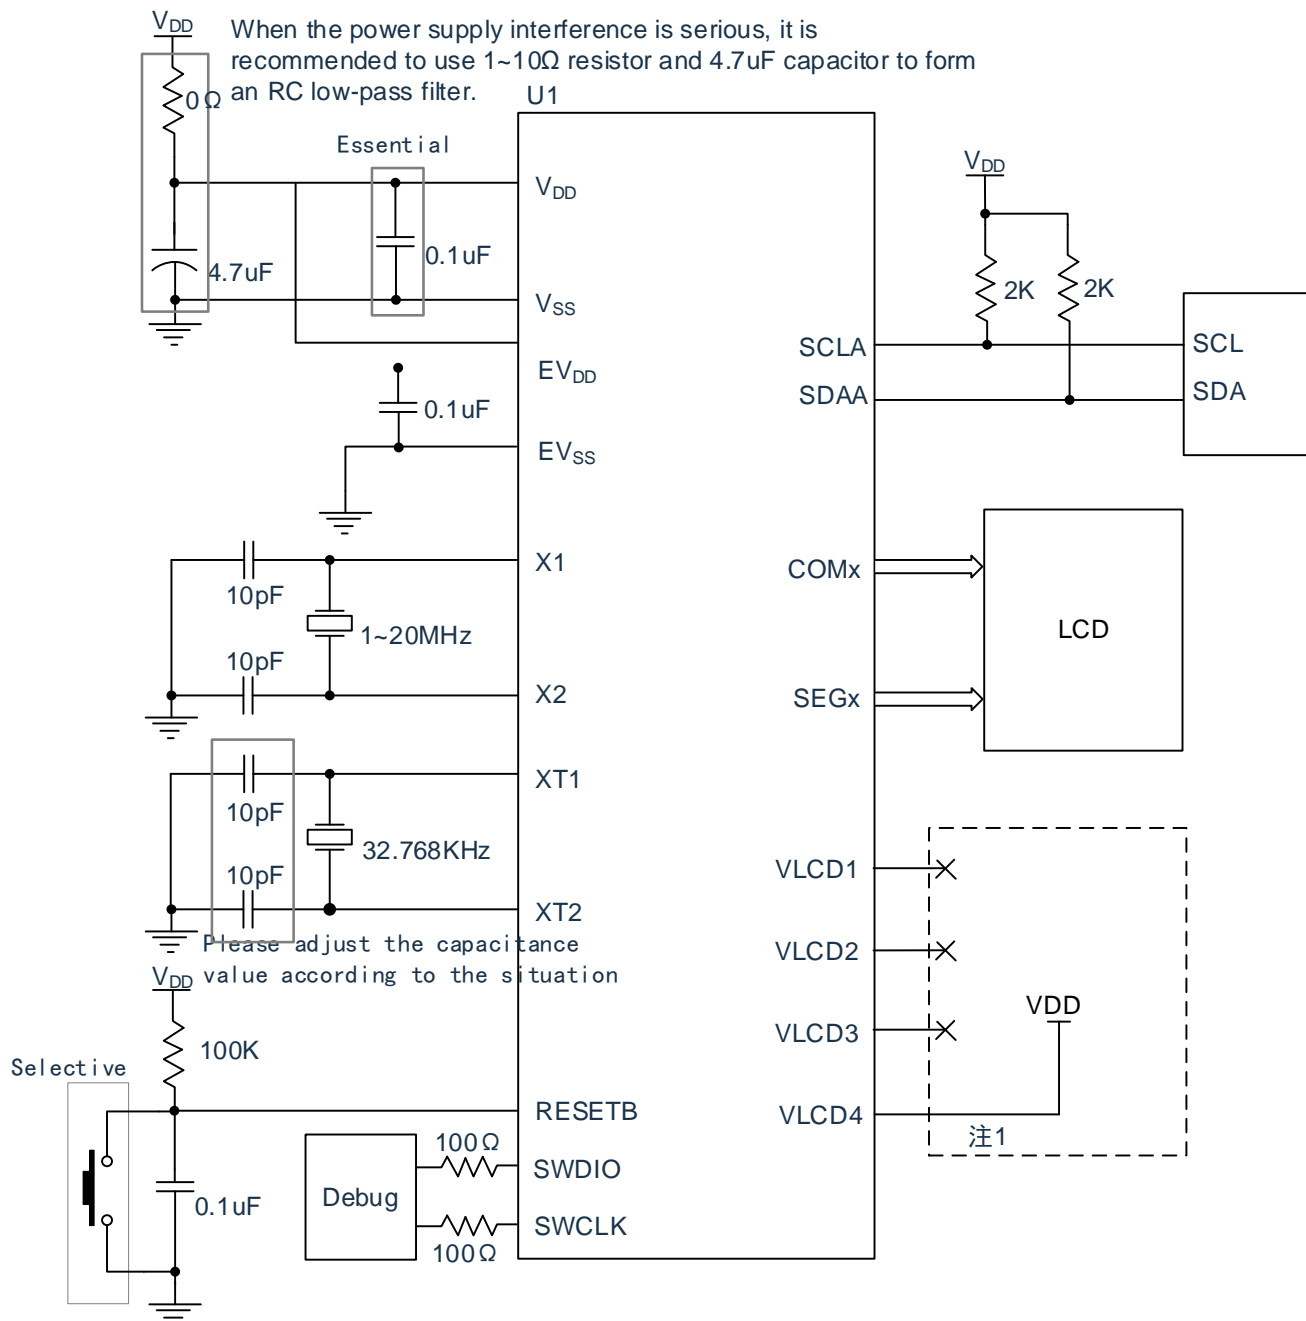 VDD
When the power supply interference is serious, it is
recommended to use 1~10Ω resistor and 4.7uF capacitor to form
an RC low-pass filter.
0Ω
U1
Essential
VDD
0.1uF
4.7uF
VSS
EVDD
0.1uF
EVSS
VDD
2K
2K
SCLA
SCL
SDAA
SDA
X1
10pF
1~20MHz
10pF
X2
COMx
LCD
SEGx
XT1
10pF
32.768KHz
10pF
XT2
Please adjust the capacitance
value according to the situation
VLCD1
VLCD2
VLCD3
VDD
VLCD4
注1
VDD
100K
Selective
RESETB
0.1uF
Debug
100Ω
SWDIO
SWCLK
100Ω